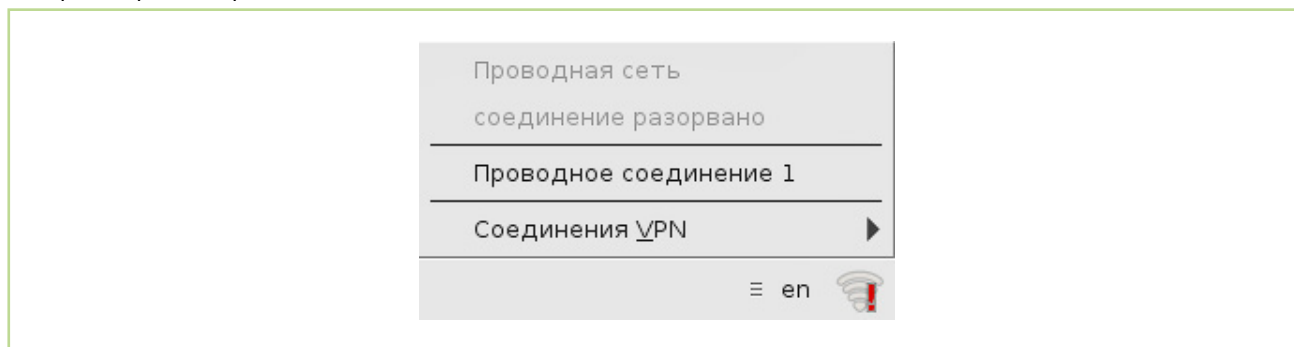 Проводная сеть
соединение разорвано
Проводное соединение 1
Соединения VPN
en